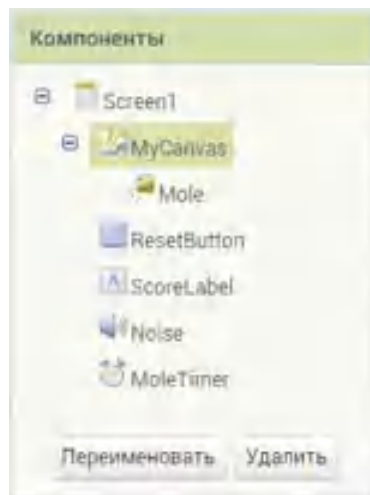 Компоненты
Screen1
MyCanvas
Mole
ResetButton
ScoreLabel
Noise
MoleTimer
Переименовать Удалить